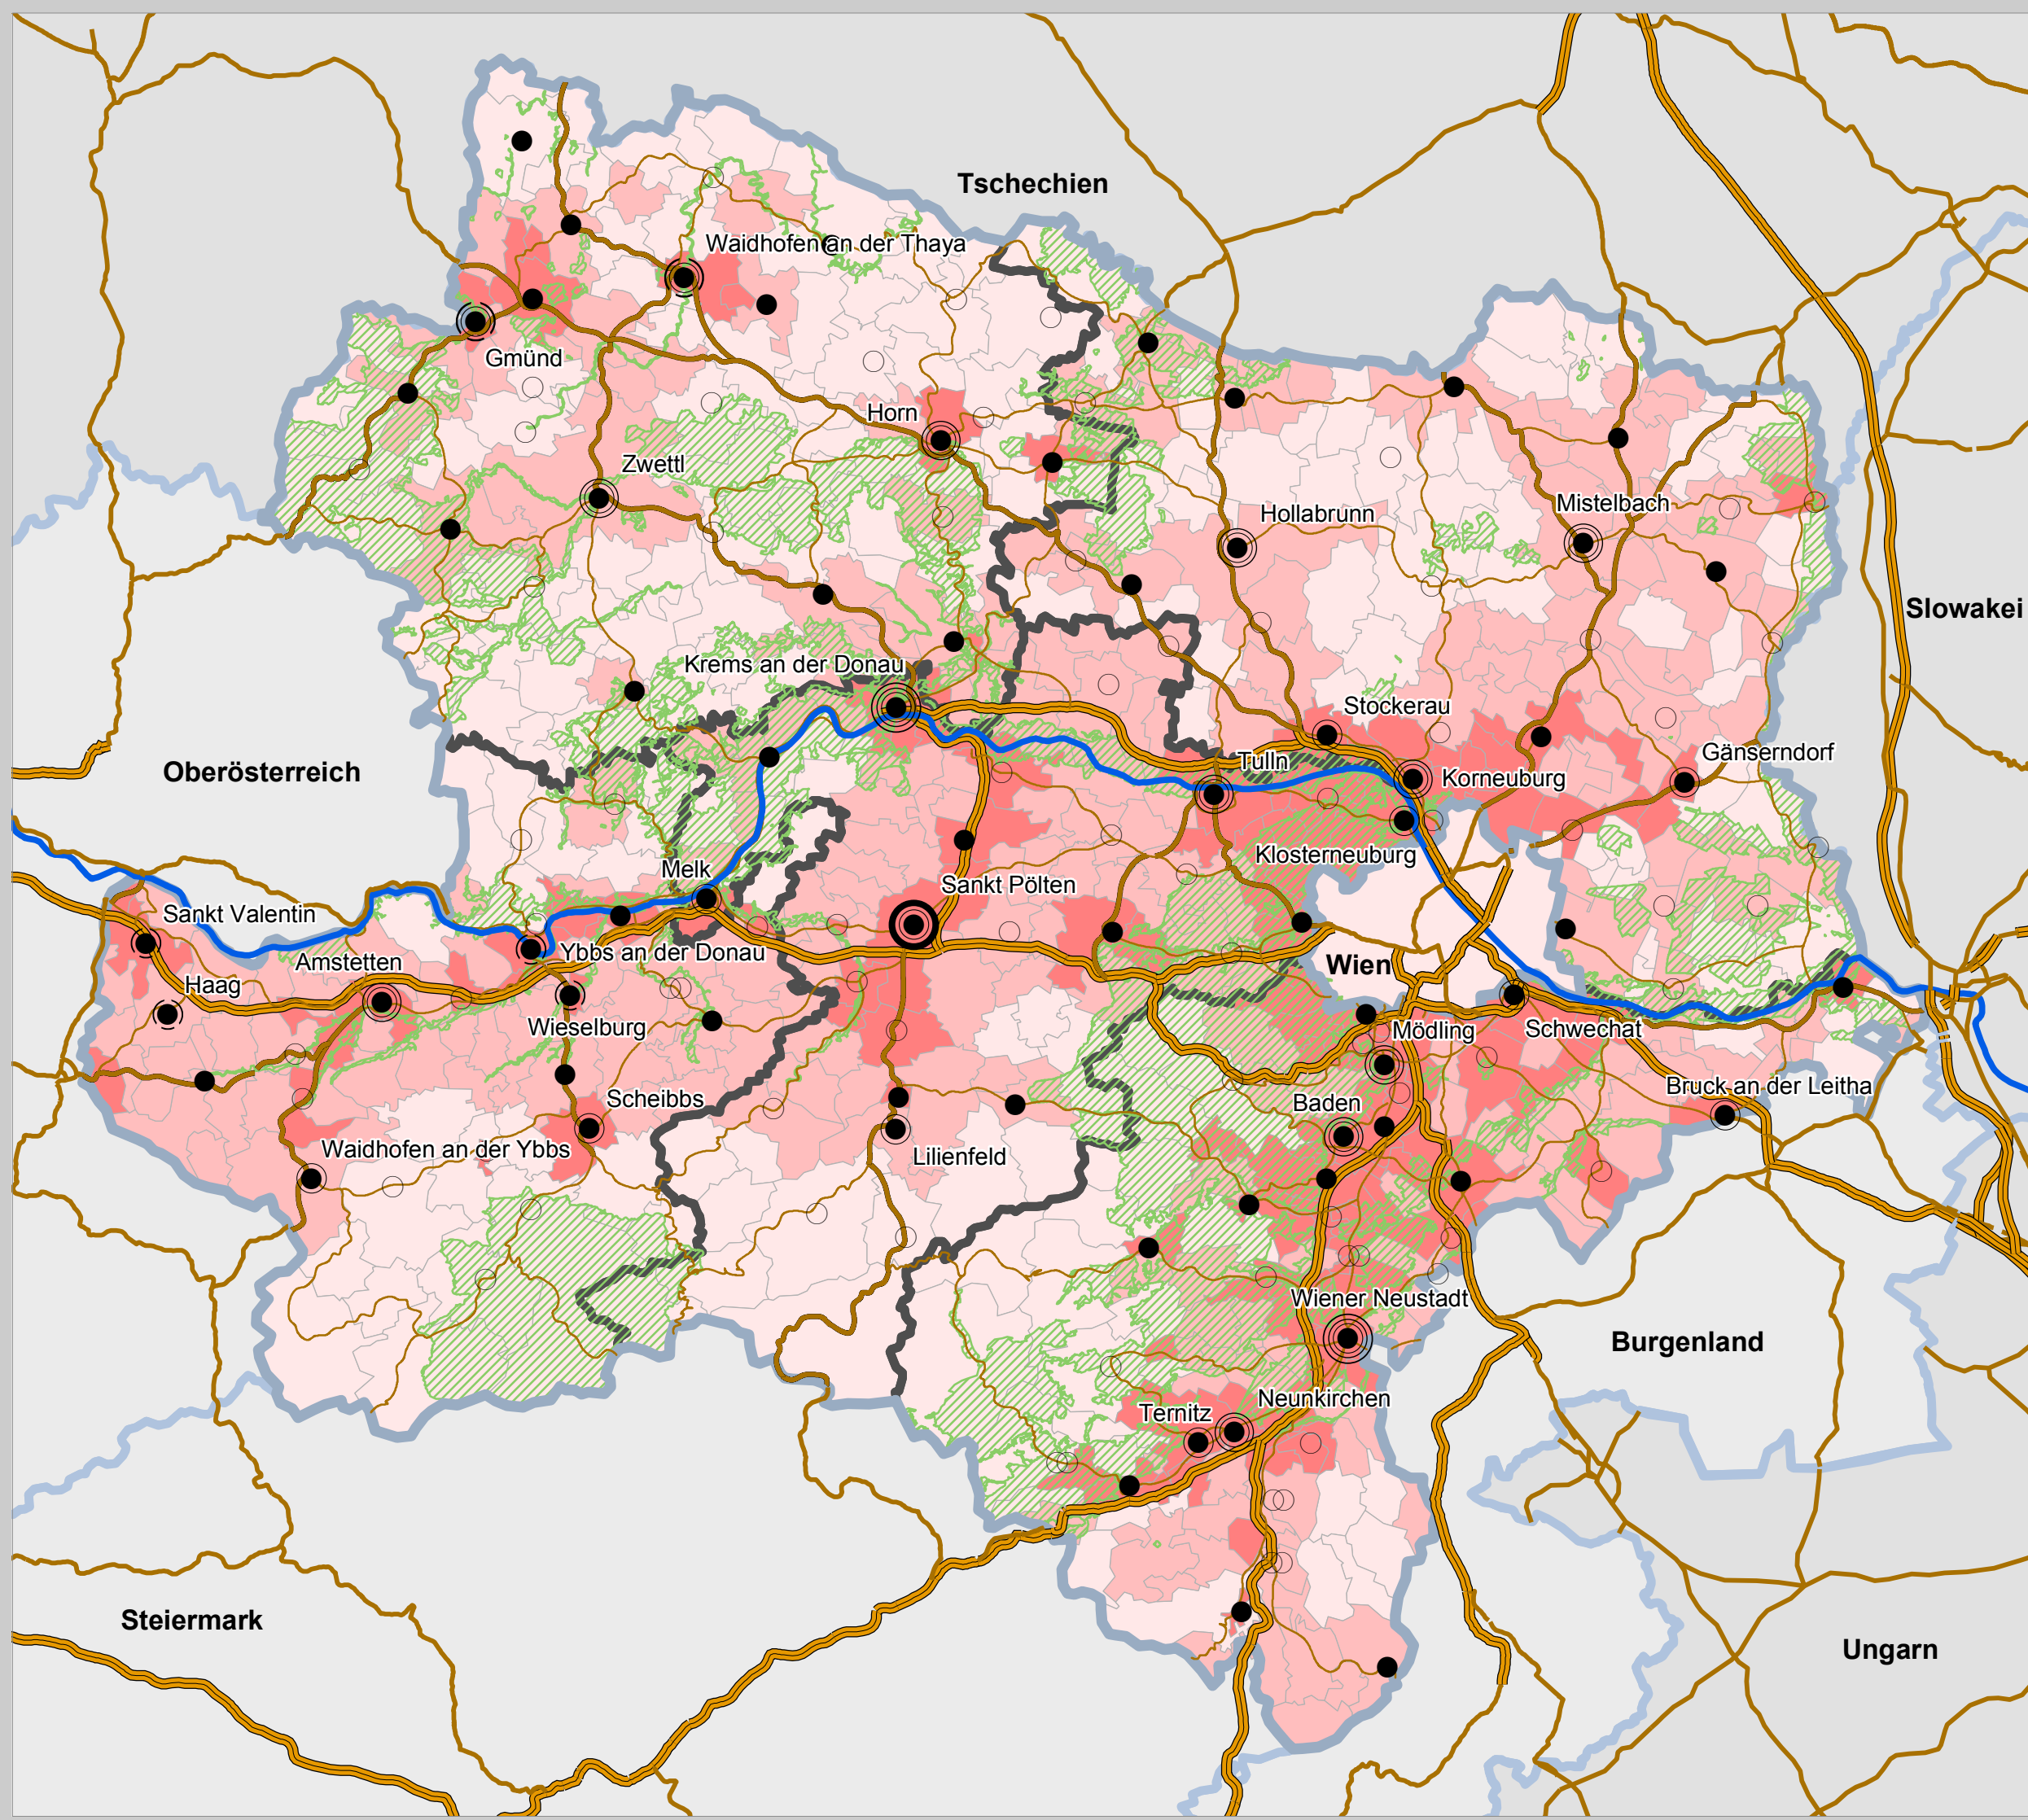 Tschechien
Waidhofen an der Thaya
Gmünd
Horn
Zwettl
Mistelbach
Hollabrunn
Slowakei
Krems an der Donau
Stockerau
Gänserndorf
Tulln
Oberösterreich
Korneuburg
Klosterneuburg
Melk
Sankt Pölten
Sankt Valentin
Ybbs an der Donau
Amstetten
Wien
Haag
Wieselburg
Mödling
Schwechat
Bruck an der Leitha
Scheibbs
Baden
Waidhofen an der Ybbs
Lilienfeld
Wiener Neustadt
Burgenland
Neunkirchen
Ternitz
Steiermark
Ungarn